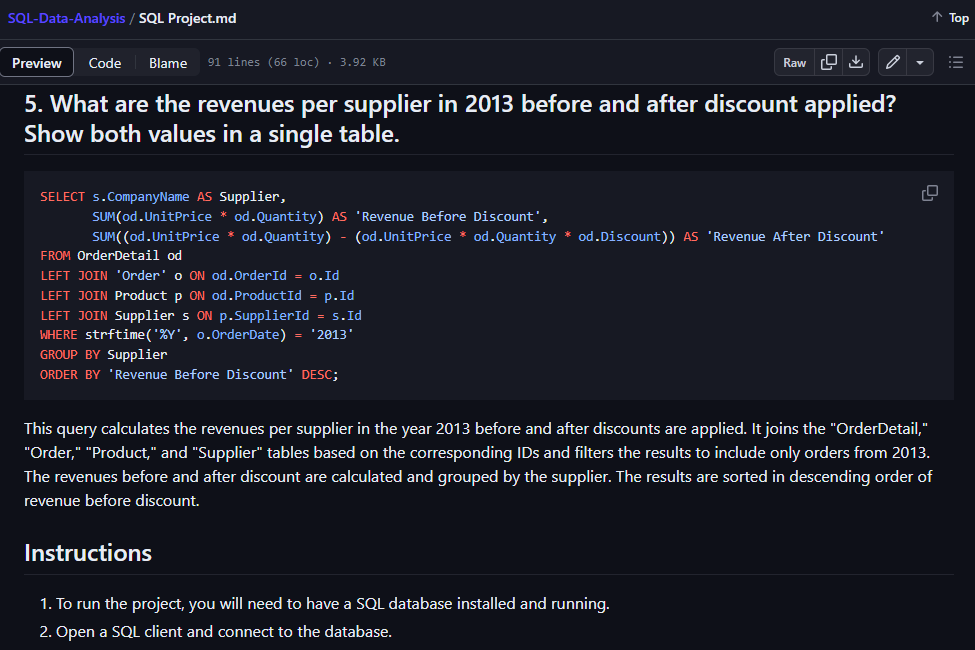 SQL-Data-Analysis / SQL Project.md
Top
Preview Code Blame 91 lines (66 loc) · 3.92 KB
Raw
5. What are the revenues per supplier in 2013 before and after discount applied?
Show both values in a single table.
SELECT s.CompanyName AS Supplier,
SUM(od.UnitPrice * od.Quantity) AS 'Revenue Before Discount',
SUM((od.UnitPrice * od.Quantity) - (od.UnitPrice * od.Quantity * od.Discount)) AS 'Revenue After Discount'
FROM OrderDetail od
LEFT JOIN 'Order' o ON od.OrderId = o.Id
LEFT JOIN Product p ON od.ProductId = p.Id
LEFT JOIN Supplier s ON p.SupplierId = s.Id
WHERE strftime('%Y', o.OrderDate) = '2013'
GROUP BY Supplier
ORDER BY 'Revenue Before Discount' DESC;
This query calculates the revenues per supplier in the year 2013 before and after discounts are applied. It joins the "OrderDetail,"
"Order," "Product," and "Supplier" tables based on the corresponding IDs and filters the results to include only orders from 2013.
The revenues before and after discount are calculated and grouped by the supplier. The results are sorted in descending order of
revenue before discount.
Instructions
1. To run the project, you will need to have a SQL database installed and running.
2. Open a SQL client and connect to the database.